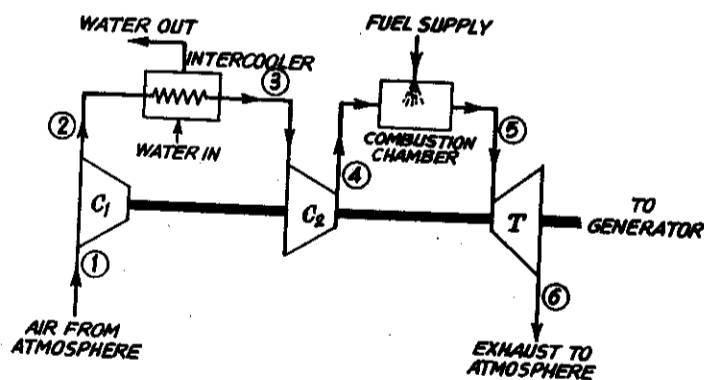 WATER OUT
INTERCOOLER
③
②
WATER IN
C₁
①
AIR FROM
ATMOSPHERE
FUEL SUPPLY
COMBUSTION
CHAMBER
④
⑤
C₂
T
TO
GENERATOR
⑥
EXHAUST TO
ATMOSPHERE